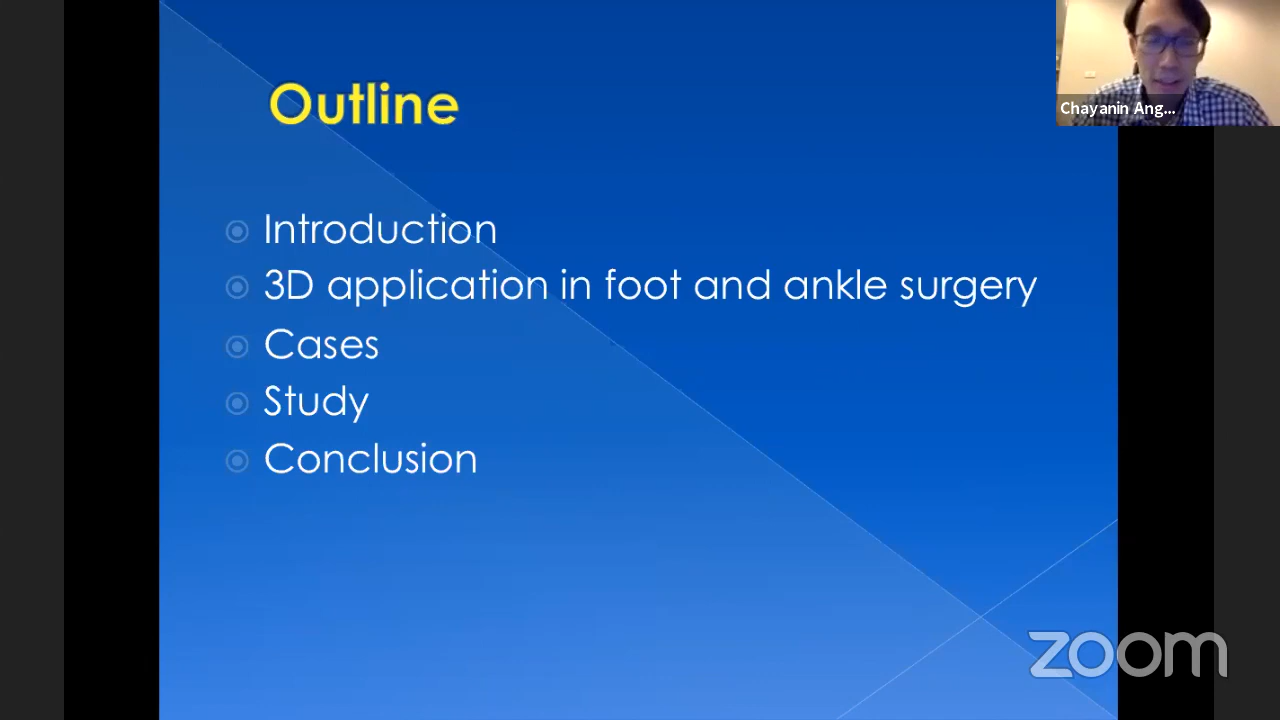 Outline
Introduction
3D application in foot and ankle surgery
Cases
Study
Conclusion
Chayanin Ang...
zoom